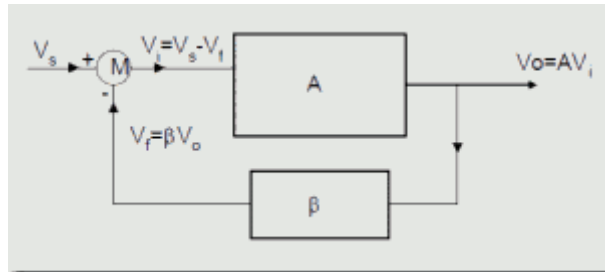 Vs + M Vi=Vs-Vf A Vo=AVi
-
Vf=βVo
β